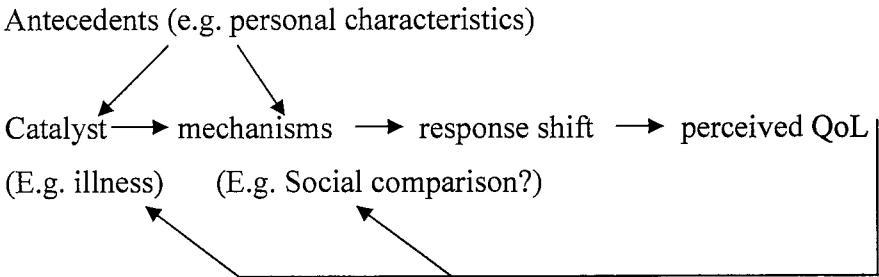 Antecedents (e.g. personal characteristics)
Catalyst mechanisms response shift perceived QoL
(E.g. illness) (E.g. Social comparison?)